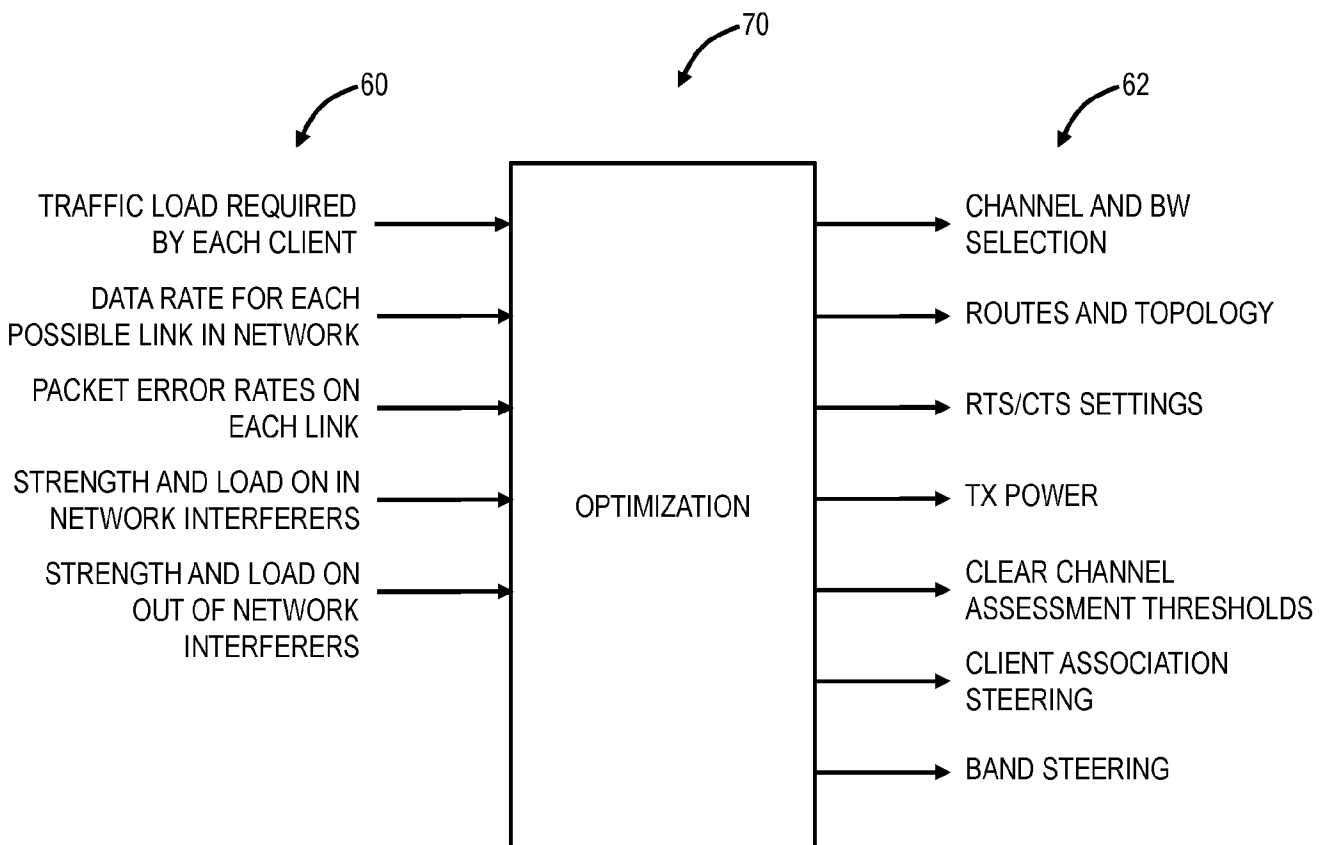 70
60
62
TRAFFIC LOAD REQUIRED
BY EACH CLIENT
DATA RATE FOR EACH
POSSIBLE LINK IN NETWORK
PACKET ERROR RATES ON
EACH LINK
STRENGTH AND LOAD ON IN
NETWORK INTERFERERS
STRENGTH AND LOAD ON
OUT OF NETWORK
INTERFERERS
OPTIMIZATION
CHANNEL AND BW
SELECTION
ROUTES AND TOPOLOGY
RTS/CTS SETTINGS
TX POWER
CLEAR CHANNEL
ASSESSMENT THRESHOLDS
CLIENT ASSOCIATION
STEERING
BAND STEERING